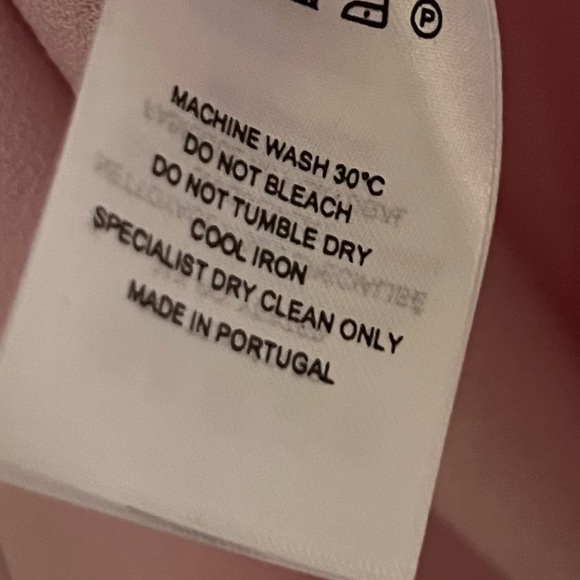 P
MACHINE WASH 30°C
DO NOT BLEACH
DO NOT TUMBLE DRY
COOL IRON
SPECIALIST DRY CLEAN ONLY
MADE IN PORTUGAL